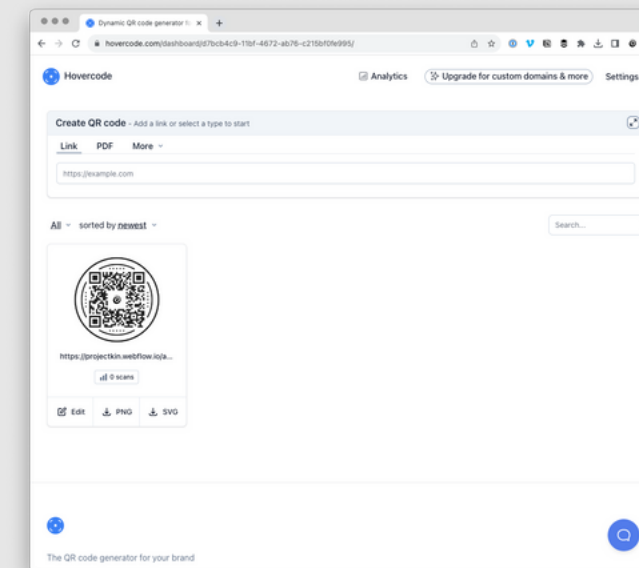 Dynamic QR code generator fo
hovercode.com/dashboard/d7bcb4c9-11bf-4672-ab76-c215bf0fe995/
Hovercode
Analytics
Upgrade for custom domains & more
Settings
Create QR code - Add a link or select a type to start
Link PDF More
https://example.com
All sorted by newest
Search...
https://projectkin.webflow.io/a...
0 scans
Edit PNG SVG
The QR code generator for your brand